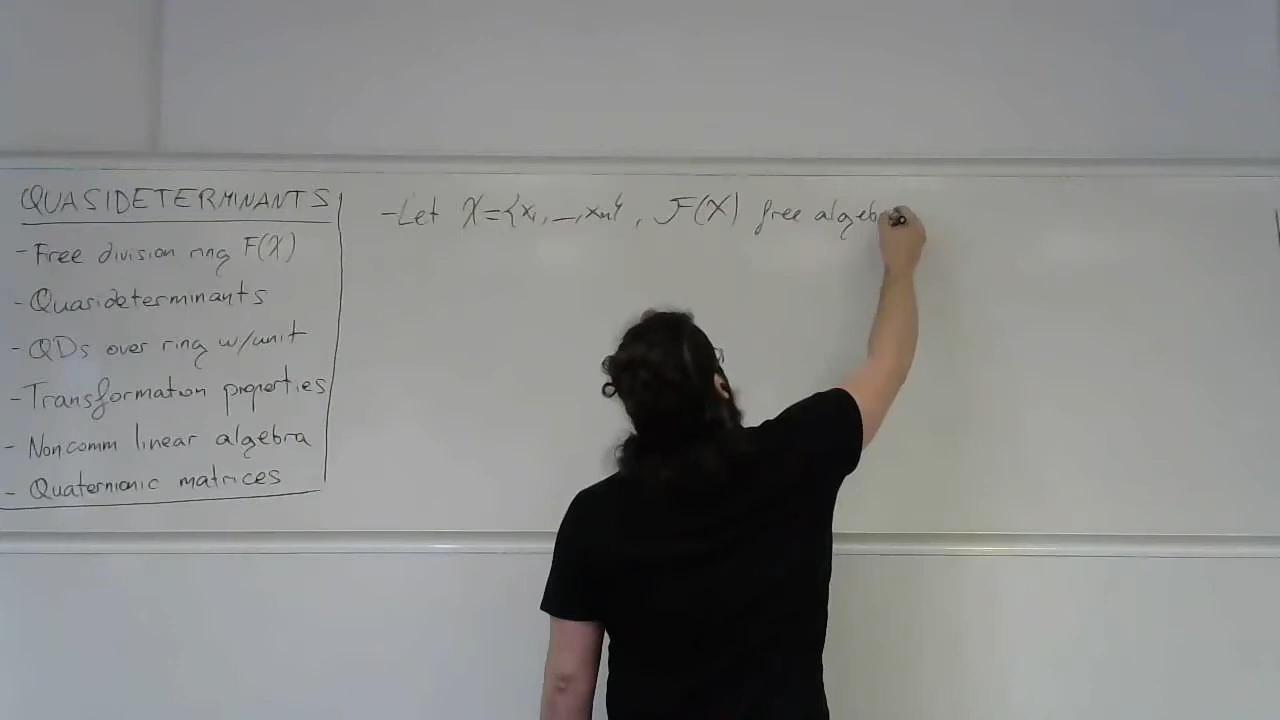 QUASIDETERMINANTS
- Free division ring F(X)
- Quasideterminants
- QDs over ring w/unit
- Transformation properties
- Noncomm linear algebra
- Quaternionic matrices
- Let X={x₁, ..., xₙ}, F(X) free algebra